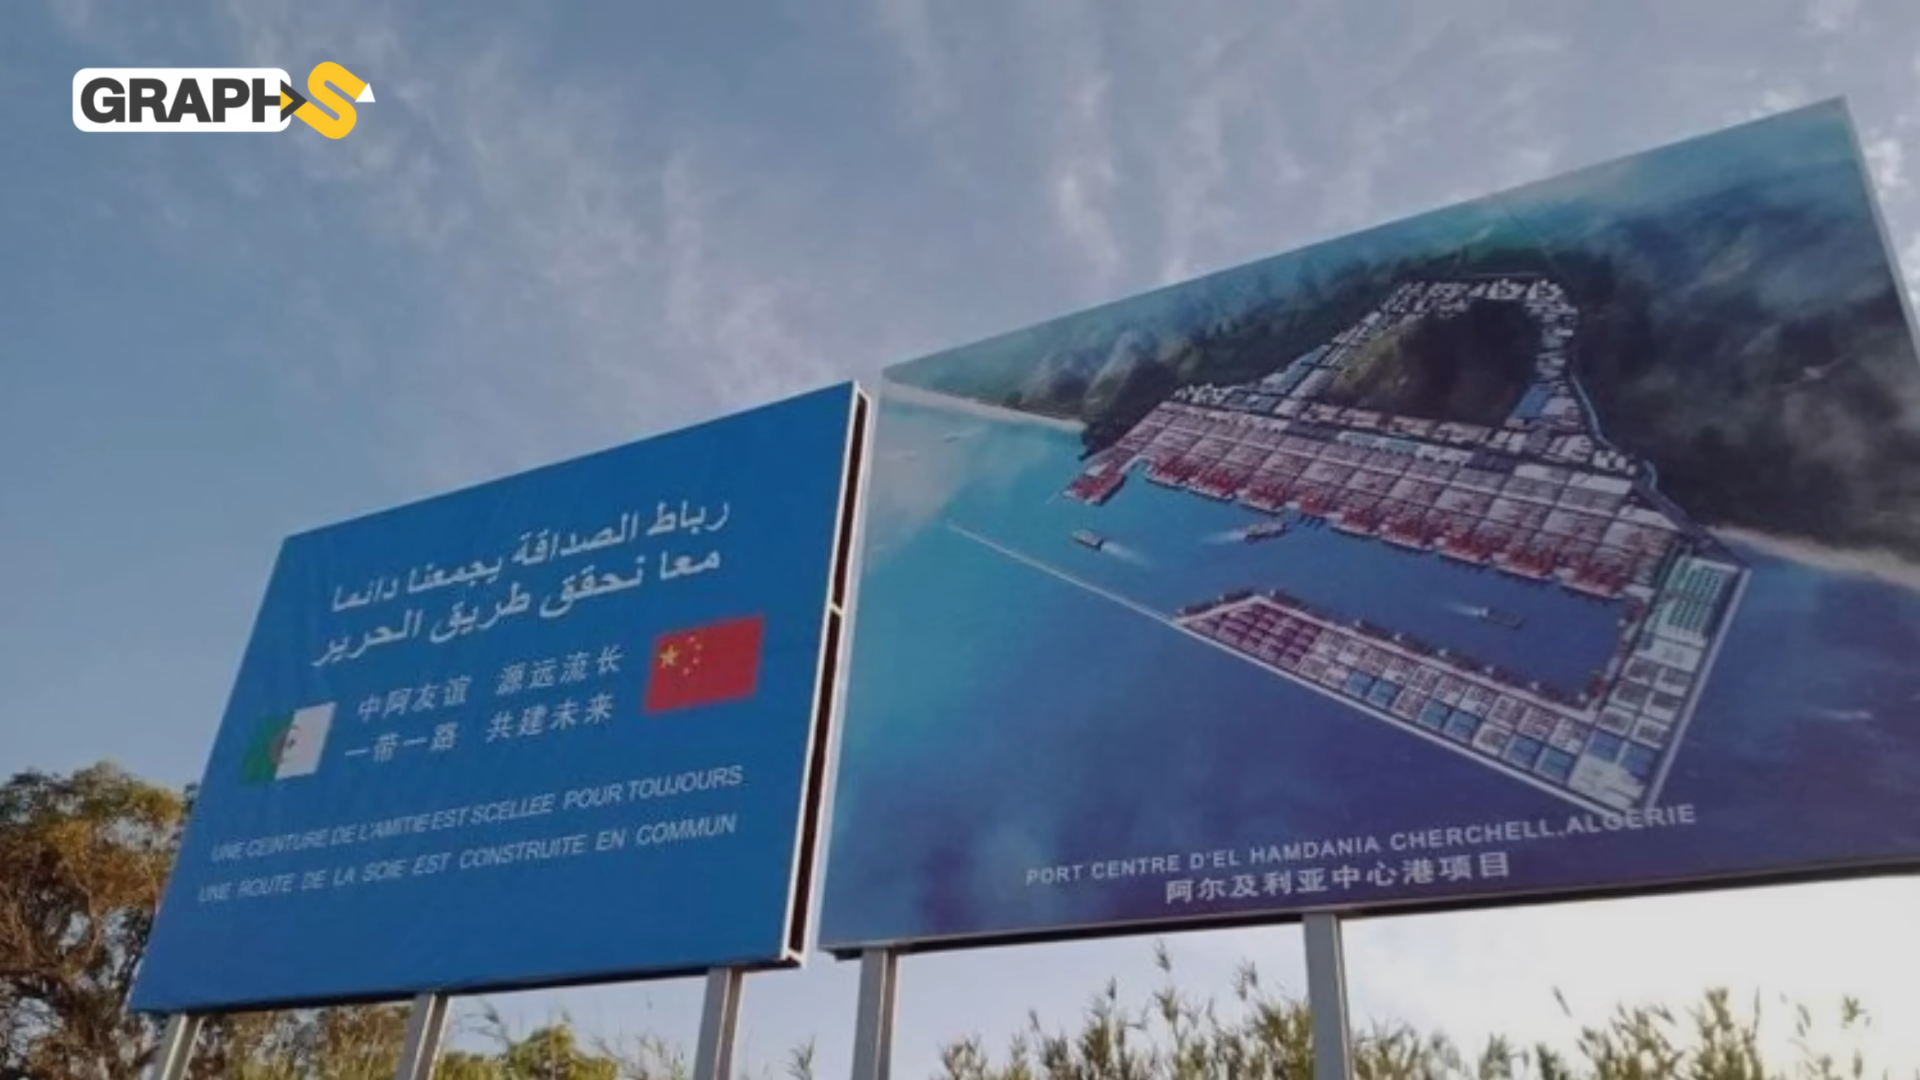 GRAPHS
رباط الصداقة يجمعنا دائما
معا نحقق طريق الحرير
中阿友谊 源远流长
一带一路 共建未来
UNE CEINTURE DE L'AMITIE EST SCELLEE POUR TOUJOURS
UNE ROUTE DE LA SOIE EST CONSTRUITE EN COMMUN
PORT CENTRE D'EL HAMDANIA CHERCHELL,ALGERIE
阿尔及利亚中心港项目